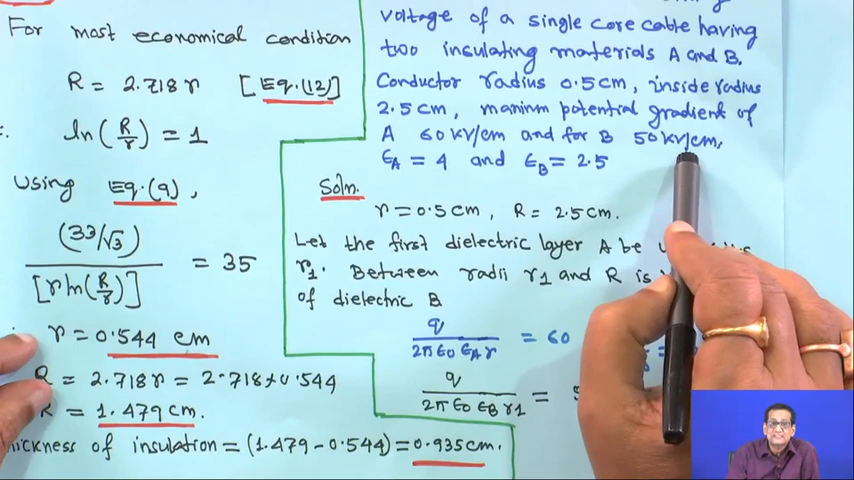 For most economical condition
R = 2.718 r [Eq.(12)]
ln(R/r) = 1
Using Eq.(9),
(33/√3) / [r ln(R/r)] = 35
r = 0.544 cm
R = 2.718r = 2.718 x 0.544
R = 1.479 cm.
hickness of insulation = (1.479 - 0.544) = 0.935 cm.
voltage of a single core cable having
two insulating materials A and B.
Conductor radius 0.5 cm, inside radius
2.5 cm, maximum potential gradient of
A 60 kV/cm and for B 50 kV/cm,
ϵA = 4 and ϵB = 2.5
Soln.
r = 0.5 cm, R = 2.5 cm.
Let the first dielectric layer A be
r1. Between radii r1 and R is
of dielectric B
q / 2π ϵ0 ϵA r = 60
q / 2π ϵ0 ϵB r1 =